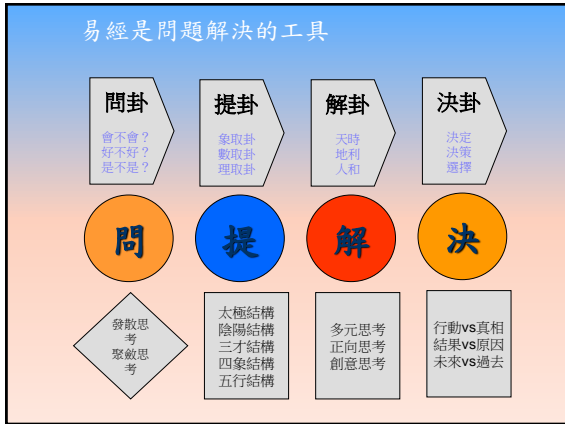 易經是問題解決的工具
問卦
會不會？
好不好？
是不是？
提卦
象取卦
數取卦
理取卦
解卦
天時
地利
人和
決卦
決定
決策
選擇
問
提
解
決
發散思
考
聚斂思
考
太極結構
陰陽結構
三才結構
四象結構
五行結構
多元思考
正向思考
創意思考
行動vs真相
結果vs原因
未來vs過去